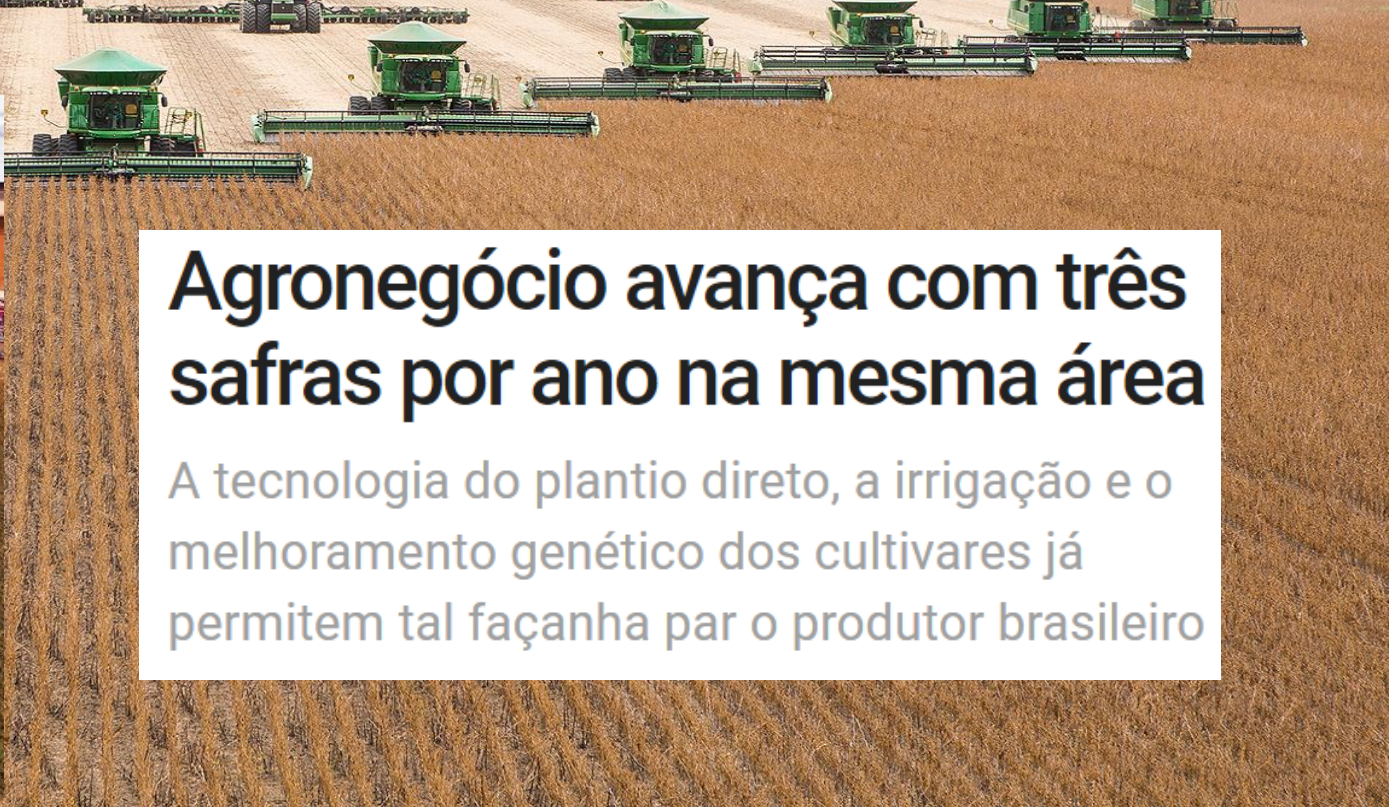 Agronegócio avança com três
safras por ano na mesma área
A tecnologia do plantio direto, a irrigação e o
melhoramento genético dos cultivares já
permitem tal façanha par o produtor brasileiro